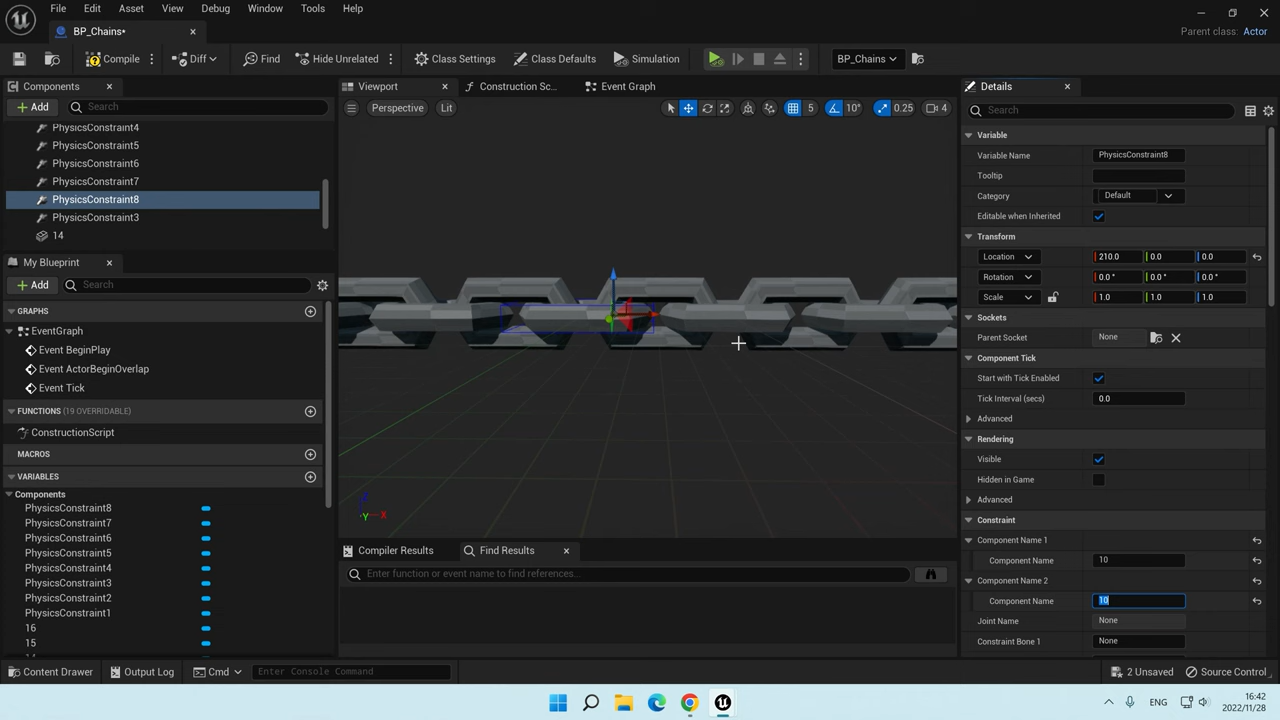 File Edit Asset View Debug Window Tools Help
BP_Chains•
Parent class: Actor
Compile Diff Find Hide Unrelated Class Settings Class Defaults Simulation BP_Chains
Components
Add Search
PhysicsConstraint4
PhysicsConstraint5
PhysicsConstraint6
PhysicsConstraint7
PhysicsConstraint8
PhysicsConstraint3
14
My Blueprint
Add Search
GRAPHS
EventGraph
Event BeginPlay
Event ActorBeginOverlap
Event Tick
FUNCTIONS (19 OVERRIDABLE)
ConstructionScript
MACROS
VARIABLES
Components
PhysicsConstraint8
PhysicsConstraint7
PhysicsConstraint6
PhysicsConstraint5
PhysicsConstraint4
PhysicsConstraint3
PhysicsConstraint2
PhysicsConstraint1
16
15
Viewport Construction Sc... Event Graph
Perspective Lit 5 10° 0.25 4
Z
Y X
Compiler Results Find Results
Enter function or event name to find references...
Details
Search
Variable
Variable Name PhysicsConstraint8
Tooltip
Category Default
Editable when Inherited
Transform
Location 210.0 0.0 0.0
Rotation 0.0 ° 0.0 ° 0.0 °
Scale 1.0 1.0 1.0
Sockets
Parent Socket None
Component Tick
Start with Tick Enabled
Tick Interval (secs) 0.0
Advanced
Rendering
Visible
Hidden in Game
Advanced
Constraint
Component Name 1
Component Name 10
Component Name 2
Component Name 10
Joint Name None
Constraint Bone 1 None
Content Drawer Output Log Cmd Enter Console Command 2 Unsaved Source Control
ENG 16:42
2022/11/28